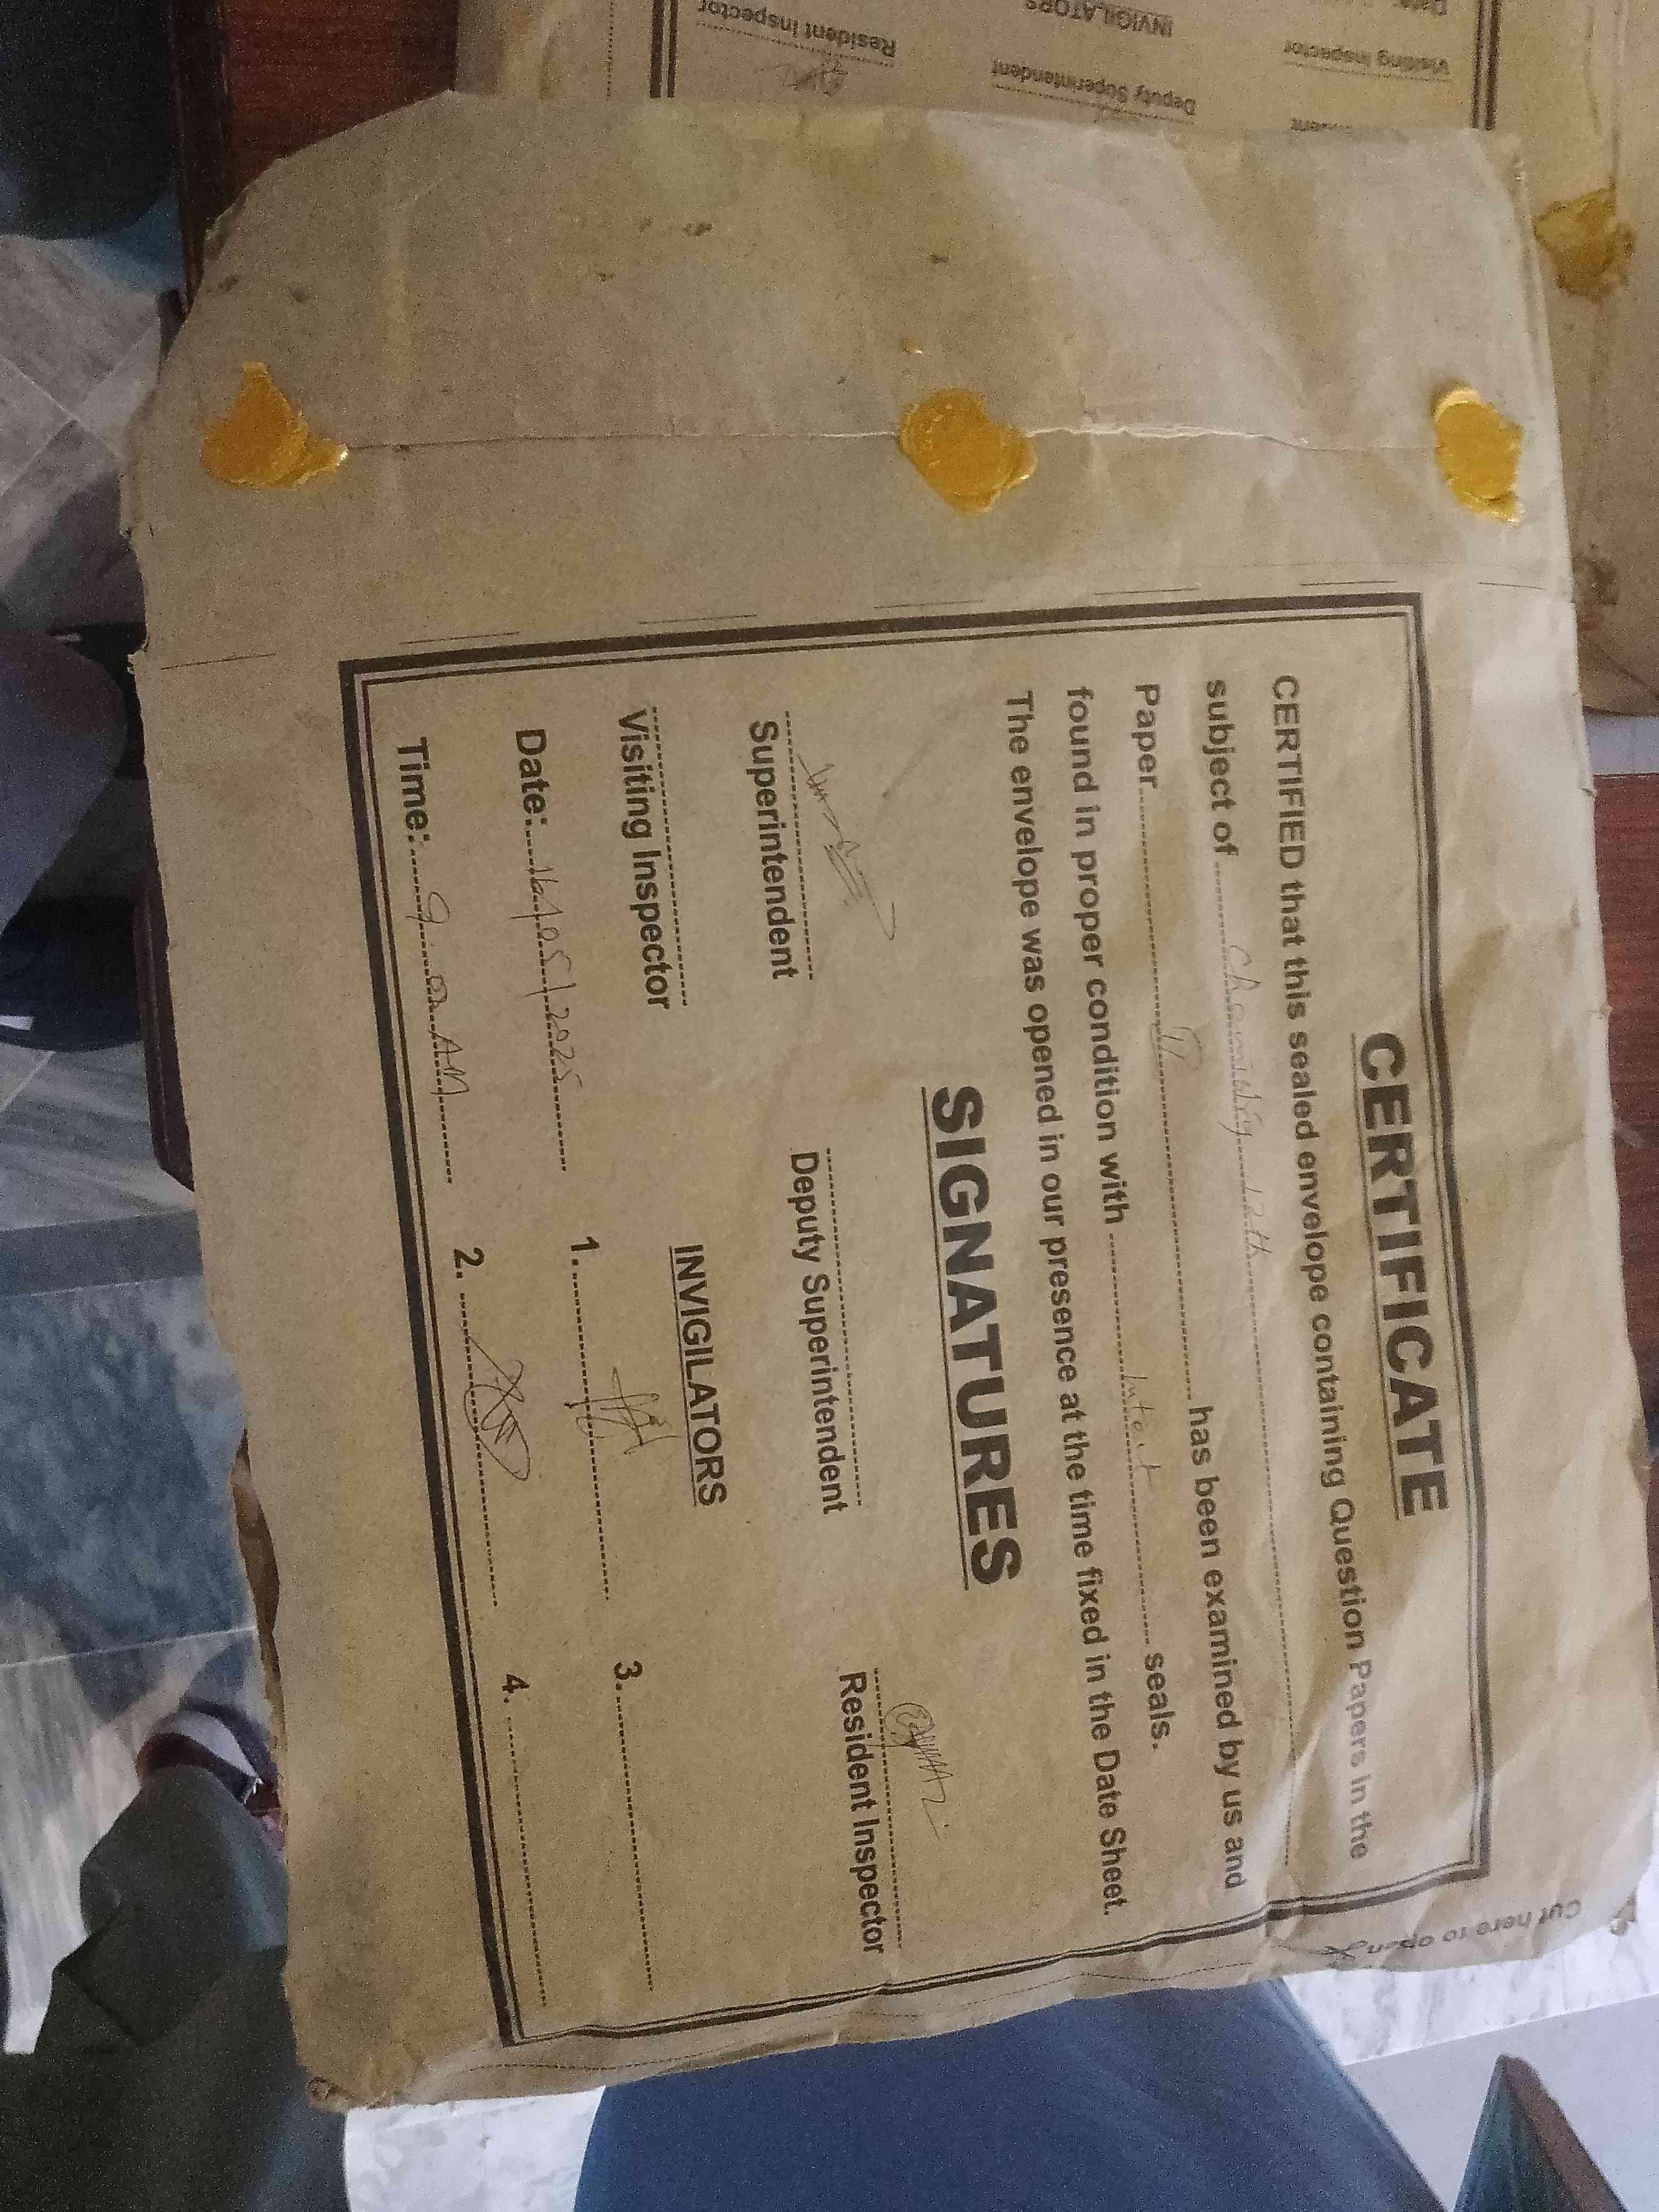 CERTIFICATE
CERTIFIED that this sealed envelope containing Question Papers in the
subject of Chemistry 12th
Paper II has been examined by us and
found in proper condition with Intact seals.
The envelope was opened in our presence at the time fixed in the Date Sheet.
SIGNATURES
Superintendent
Deputy Superintendent
Resident Inspector
Visiting Inspector
INVIGILATORS
Date: 16/05/2025
1.
3.
Time: 9:00 AM
2.
4.
Cut here to open
Resident Inspector
Deputy Superintendent
INVIGILATORS
Visiting Inspector